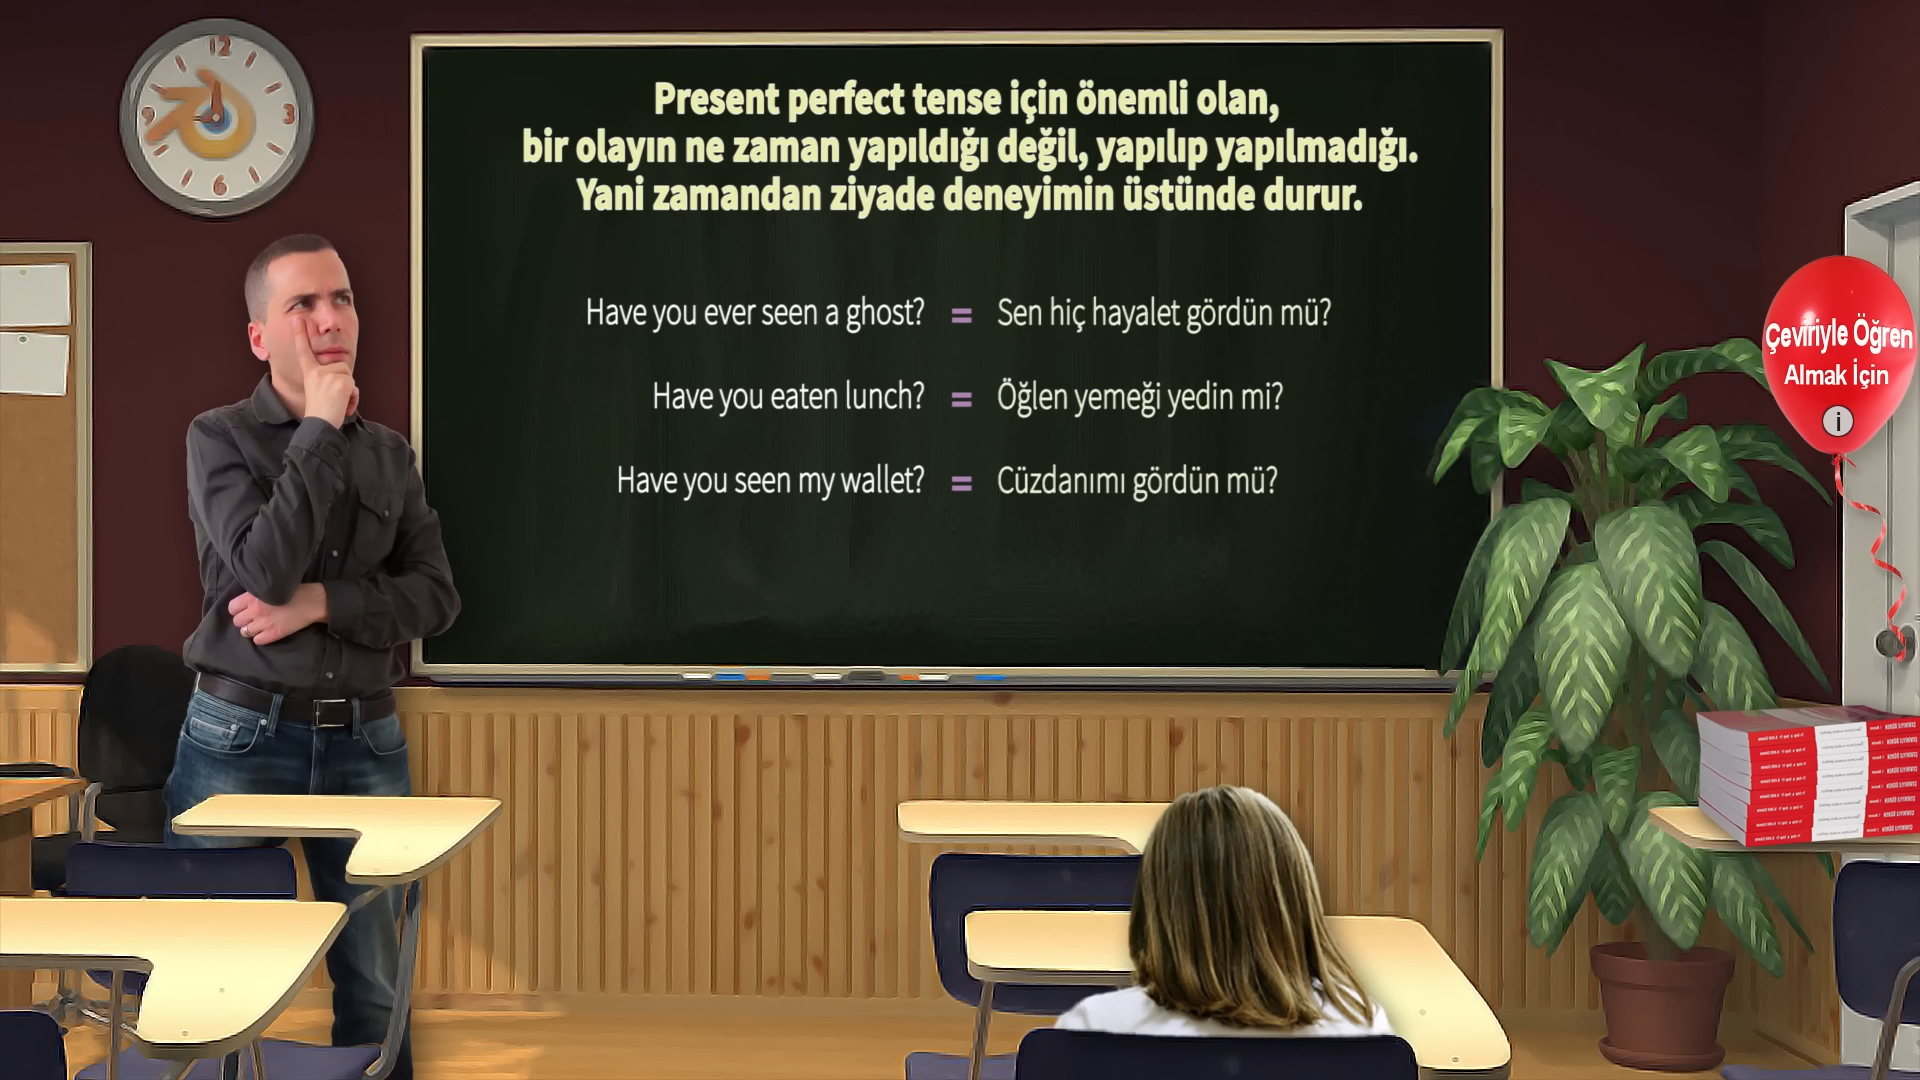 Present perfect tense için önemli olan,
bir olayın ne zaman yapıldığı değil, yapılıp yapılmadığı.
Yani zamandan ziyade deneyimin üstünde durur.
Have you ever seen a ghost? = Sen hiç hayalet gördün mü?
Have you eaten lunch? = Öğlen yemeği yedin mi?
Have you seen my wallet? = Cüzdanımı gördün mü?
12
3
6
9
Çeviriyle Öğren
Almak İçin
i